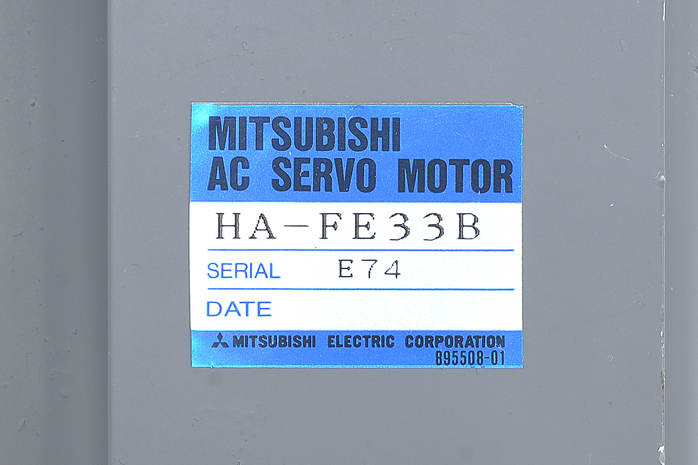 MITSUBISHI
AC SERVO MOTOR
HA-FE33B
SERIAL E74
DATE
MITSUBISHI ELECTRIC CORPORATION
895508-01